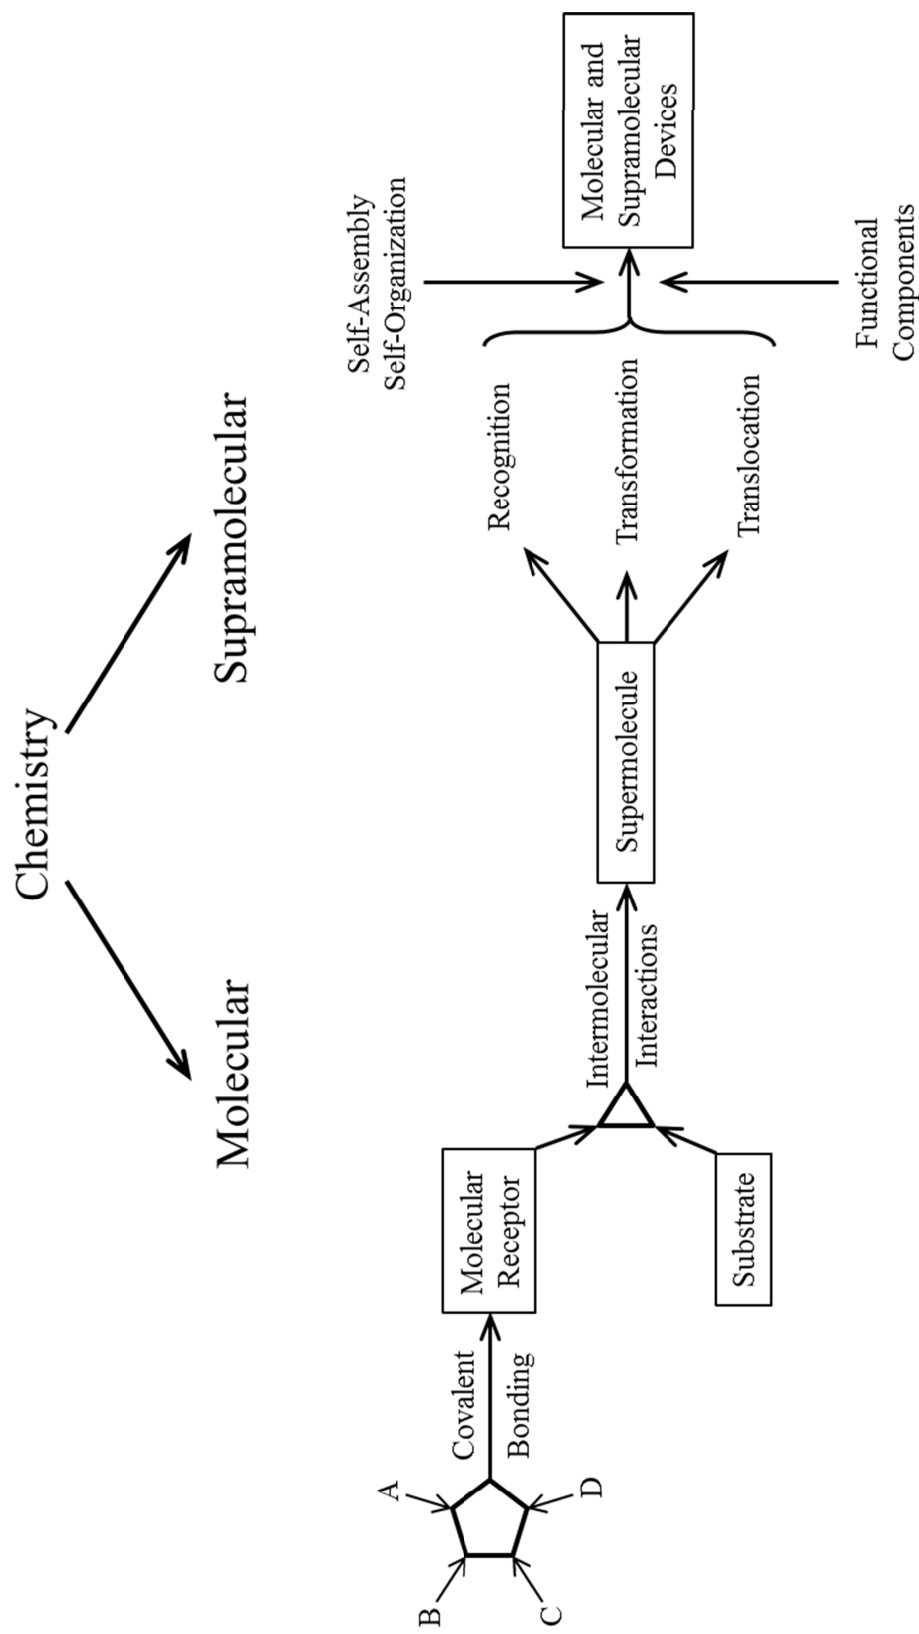 Chemistry
Molecular
Supramolecular
A
B
C
D
Covalent
Bonding
Molecular
Receptor
Substrate
Intermolecular
Interactions
Supermolecule
Recognition
Transformation
Translocation
Self-Assembly
Self-Organization
Functional
Components
Molecular and
Supramolecular
Devices